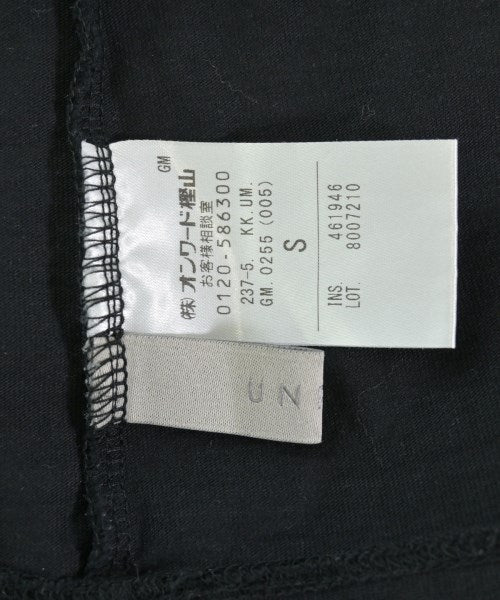 GM
(株)オンワード樫山
お客様相談室
0120-586300
237-5. KK.UM.
GM.0255 (005)
S
INS. 461946
LOT. 8007210